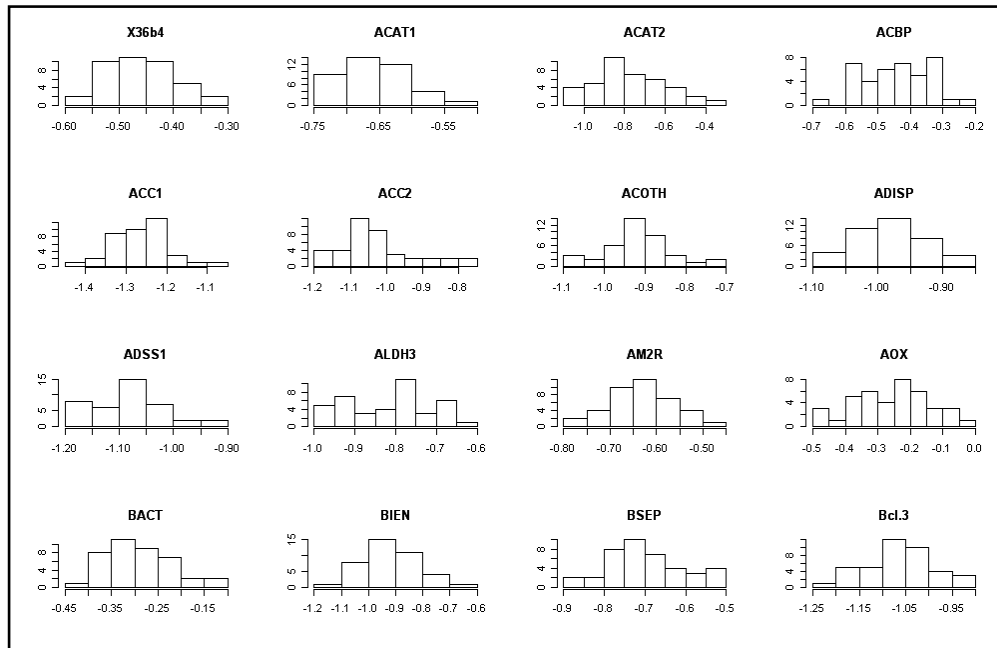 X36b4 ACAT1 ACAT2 ACBP
0 4 8 0 6 12 0 4 8 0 4 8
-0.60 -0.50 -0.40 -0.30 -0.75 -0.65 -0.55 -1.0 -0.8 -0.6 -0.4 -0.7 -0.6 -0.5 -0.4 -0.3 -0.2
ACC1 ACC2 ACOTH ADISP
0 4 8 0 4 8 0 6 12 0 6 12
-1.4 -1.3 -1.2 -1.1 -1.2 -1.1 -1.0 -0.9 -0.8 -1.1 -1.0 -0.9 -0.8 -0.7 -1.10 -1.00 -0.90
ADSS1 ALDH3 AM2R AOX
0 5 15 0 4 8 0 4 8 0 4 8
-1.20 -1.10 -1.00 -0.90 -1.0 -0.9 -0.8 -0.7 -0.6 -0.80 -0.70 -0.60 -0.50 -0.5 -0.4 -0.3 -0.2 -0.1 0.0
BACT BIEN BSEP Bcl.3
0 4 8 0 5 15 0 4 8 0 4 8
-0.45 -0.35 -0.25 -0.15 -1.2 -1.1 -1.0 -0.9 -0.8 -0.7 -0.6 -0.9 -0.8 -0.7 -0.6 -0.5 -1.25 -1.15 -1.05 -0.95